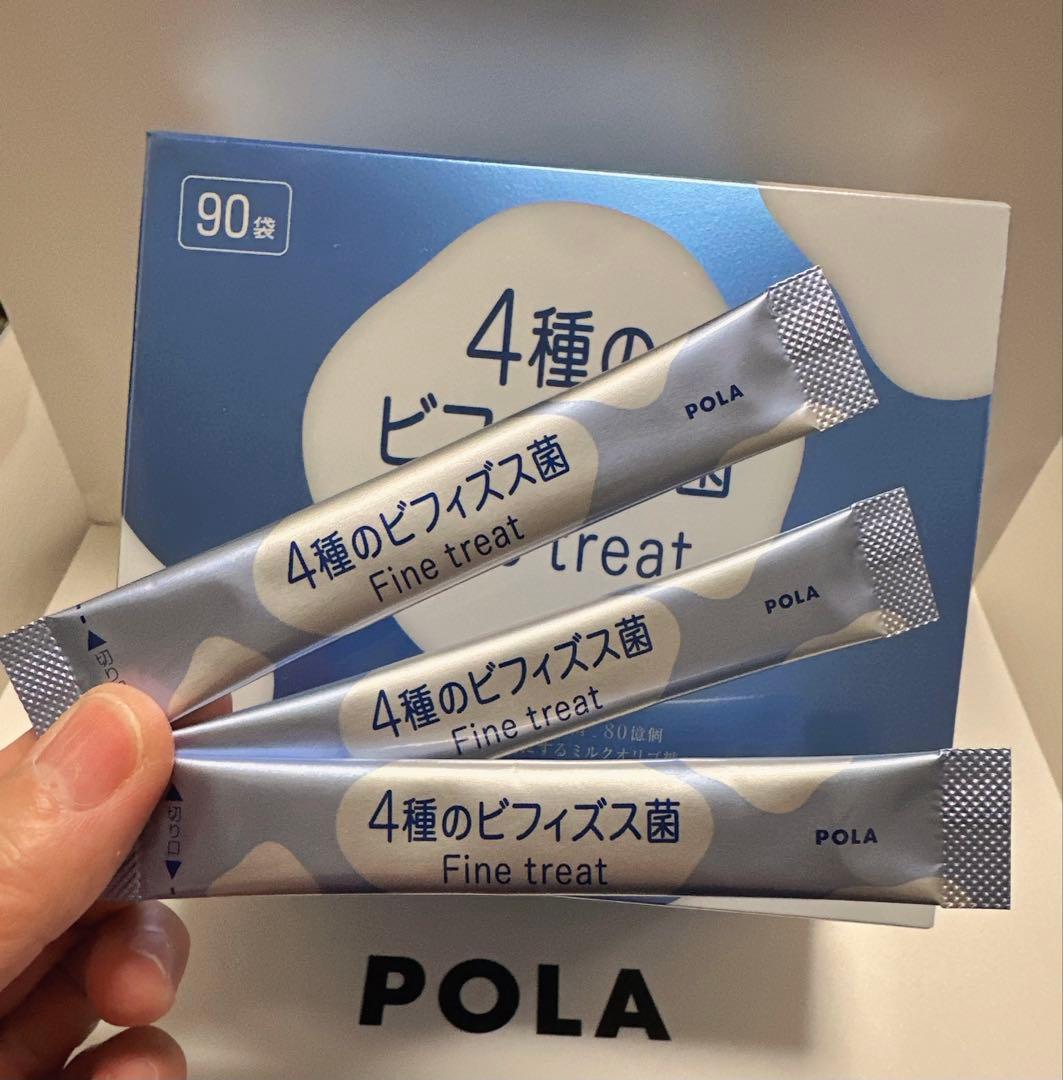 90袋
4種の
ビフ
菌
treat
80億個
するミルクオリゴ糖
4種のビフィズス菌
Fine treat
POLA
切り
4種のビフィズス菌
Fine treat
POLA
4種のビフィズス菌
Fine treat
POLA
切り口
POLA